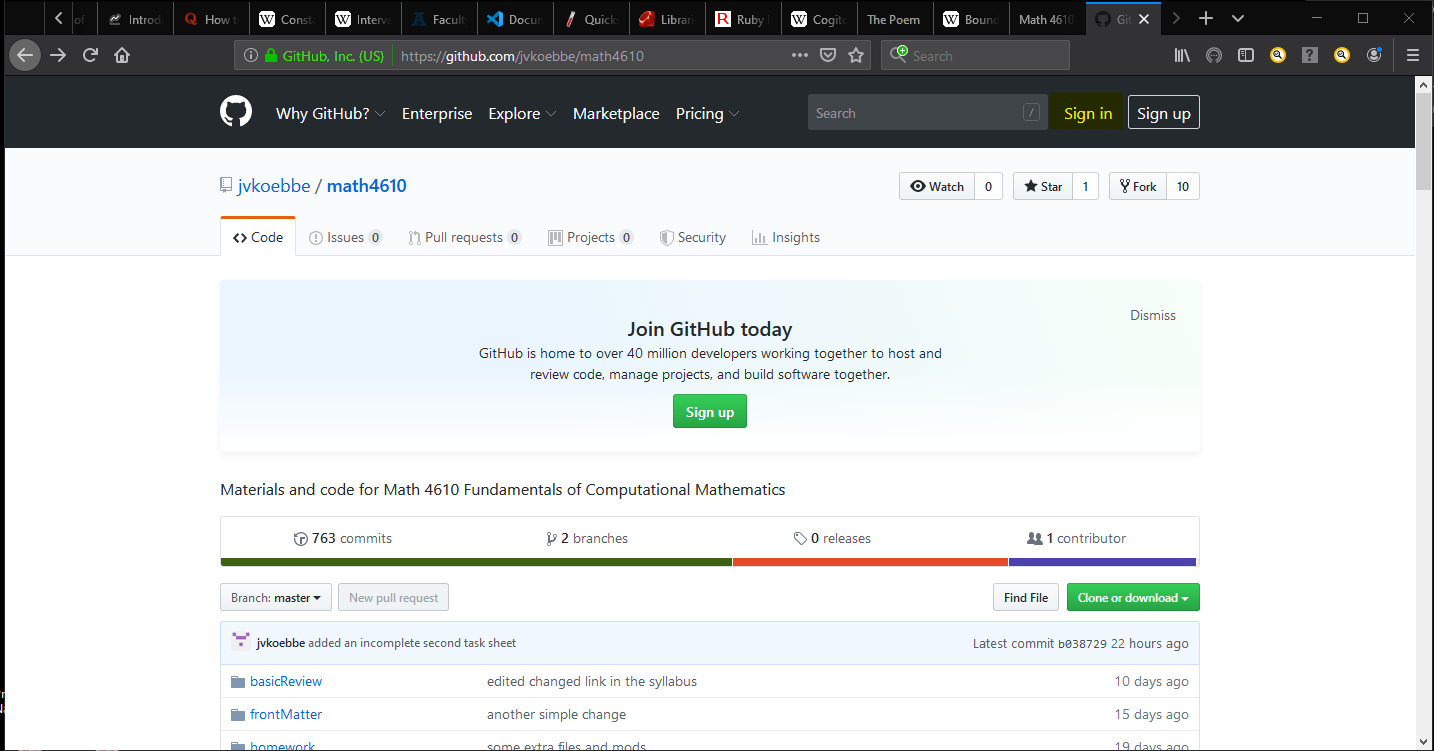 of
Introd
How t
Consta
Interva
Facult
Docum
Quick
Librari
Ruby
Cogito
The Poem
Bound
Math 4610
Git
GitHub, Inc. (US)
https://github.com/jvkoebbe/math4610
Search
Why GitHub?
Enterprise
Explore
Marketplace
Pricing
Search /
Sign in
Sign up
jvkoebbe / math4610
Watch 0
Star 1
Fork 10
Code
Issues 0
Pull requests 0
Projects 0
Security
Insights
Join GitHub today
Dismiss
GitHub is home to over 40 million developers working together to host and
review code, manage projects, and build software together.
Sign up
Materials and code for Math 4610 Fundamentals of Computational Mathematics
763 commits
2 branches
0 releases
1 contributor
Branch: master
New pull request
Find File
Clone or download
jvkoebbe added an incomplete second task sheet
Latest commit b038729 22 hours ago
basicReview
edited changed link in the syllabus
10 days ago
frontMatter
another simple change
15 days ago
homework
some extra files and mods
19 days ago